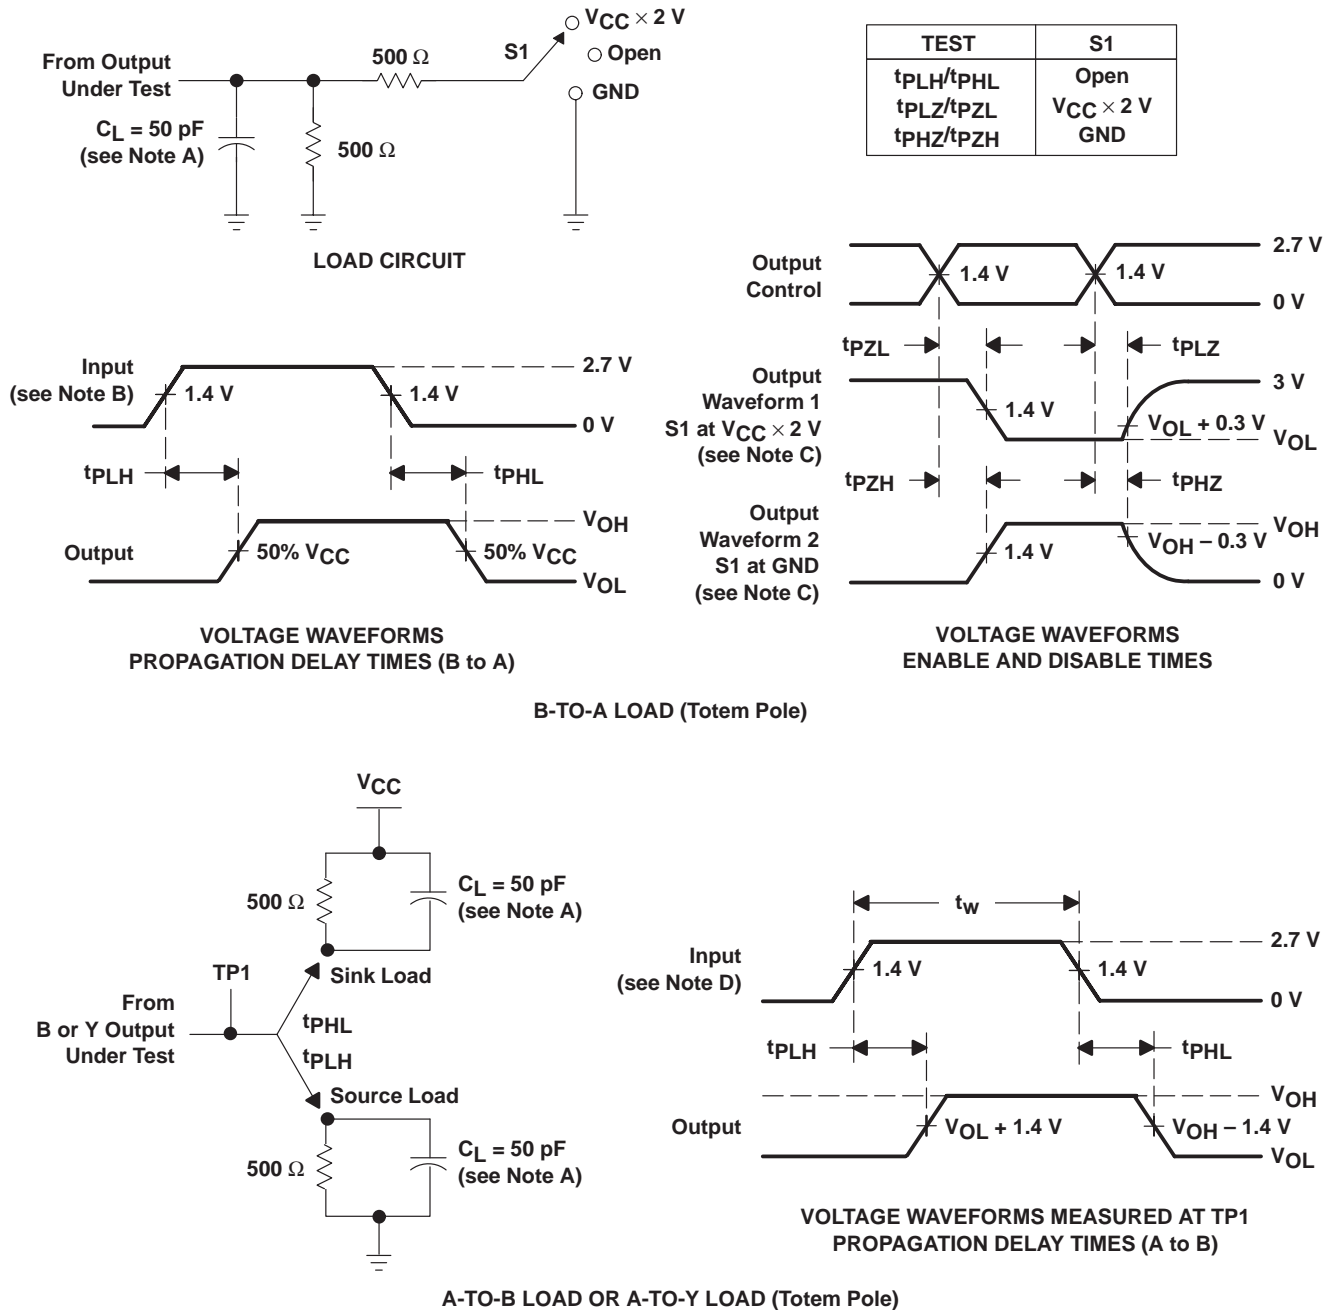 V_CC × 2 V
S1
Open
GND
500 Ω
From Output
Under Test
C_L = 50 pF
(see Note A)
500 Ω
LOAD CIRCUIT
TEST S1
t_PLH/t_PHL Open
t_PLZ/t_PZL V_CC × 2 V
t_PHZ/t_PZH GND
Input
(see Note B)
1.4 V
1.4 V
2.7 V
0 V
t_PLH
t_PHL
Output
50% V_CC
50% V_CC
V_OH
V_OL
VOLTAGE WAVEFORMS
PROPAGATION DELAY TIMES (B to A)
Output
Control
1.4 V
1.4 V
2.7 V
0 V
t_PZL
t_PLZ
Output
Waveform 1
S1 at V_CC × 2 V
(see Note C)
1.4 V
3 V
V_OL + 0.3 V
V_OL
t_PZH
t_PHZ
Output
Waveform 2
S1 at GND
(see Note C)
1.4 V
V_OH
V_OH – 0.3 V
0 V
VOLTAGE WAVEFORMS
ENABLE AND DISABLE TIMES
B-TO-A LOAD (Totem Pole)
V_CC
500 Ω
C_L = 50 pF
(see Note A)
TP1
Sink Load
From
B or Y Output
Under Test
t_PHL
t_PLH
Source Load
500 Ω
C_L = 50 pF
(see Note A)
t_w
Input
(see Note D)
1.4 V
1.4 V
2.7 V
0 V
t_PLH
t_PHL
Output
V_OL + 1.4 V
V_OH
V_OH – 1.4 V
V_OL
VOLTAGE WAVEFORMS MEASURED AT TP1
PROPAGATION DELAY TIMES (A to B)
A-TO-B LOAD OR A-TO-Y LOAD (Totem Pole)